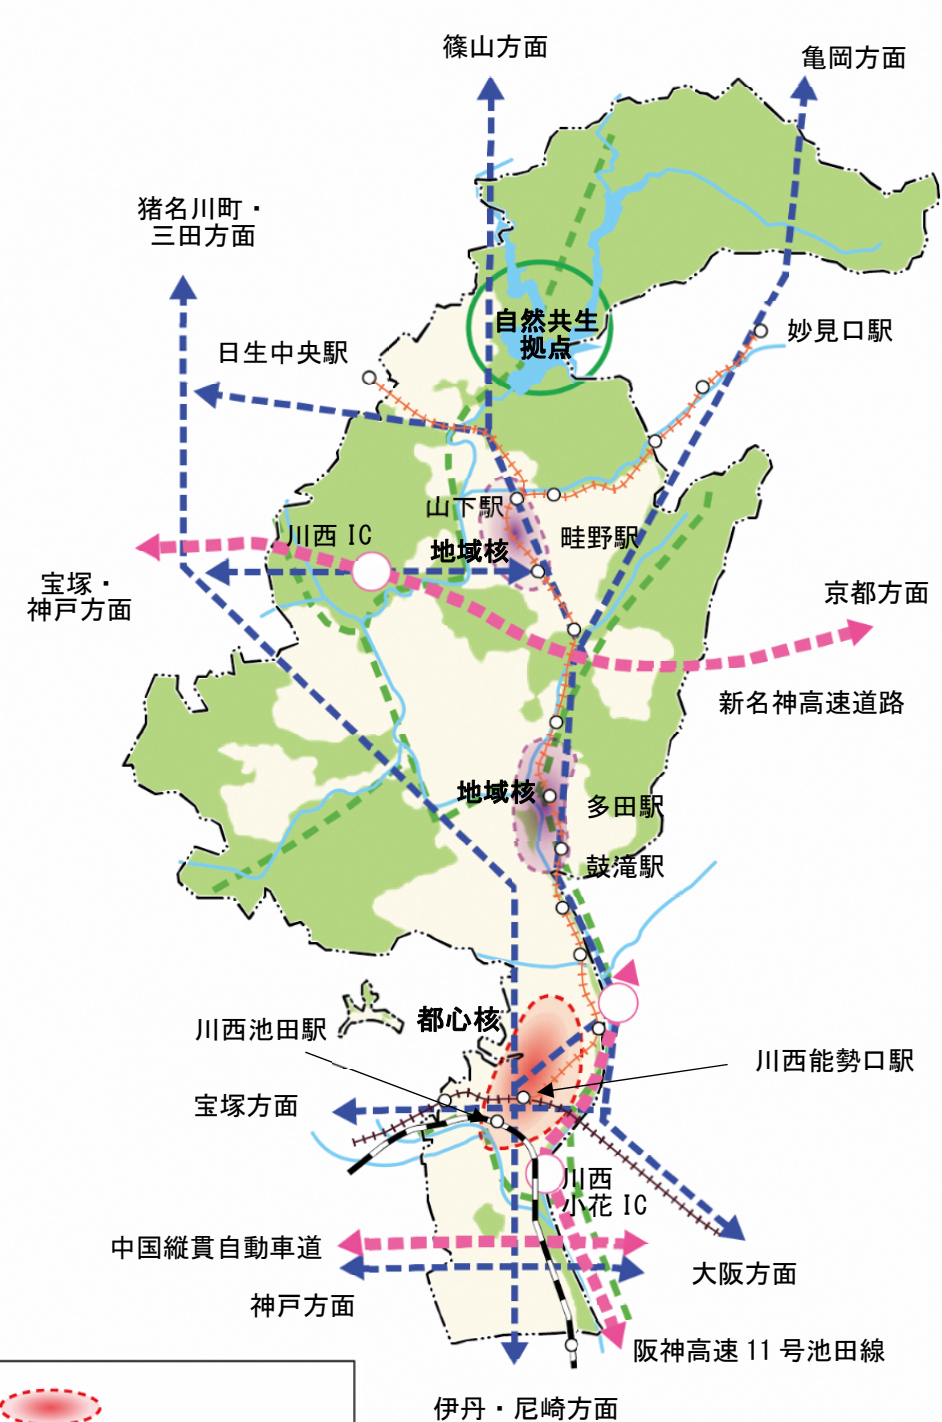 篠山方面
亀岡方面
猪名川町・
三田方面
自然共生
拠点
妙見口駅
日生中央駅
山下駅
川西 IC
地域核
畦野駅
宝塚・
神戸方面
京都方面
新名神高速道路
地域核
多田駅
鼓滝駅
都心核
川西池田駅
川西能勢口駅
宝塚方面
川西
小花 IC
中国縦貫自動車道
大阪方面
神戸方面
阪神高速 11 号池田線
伊丹・尼崎方面